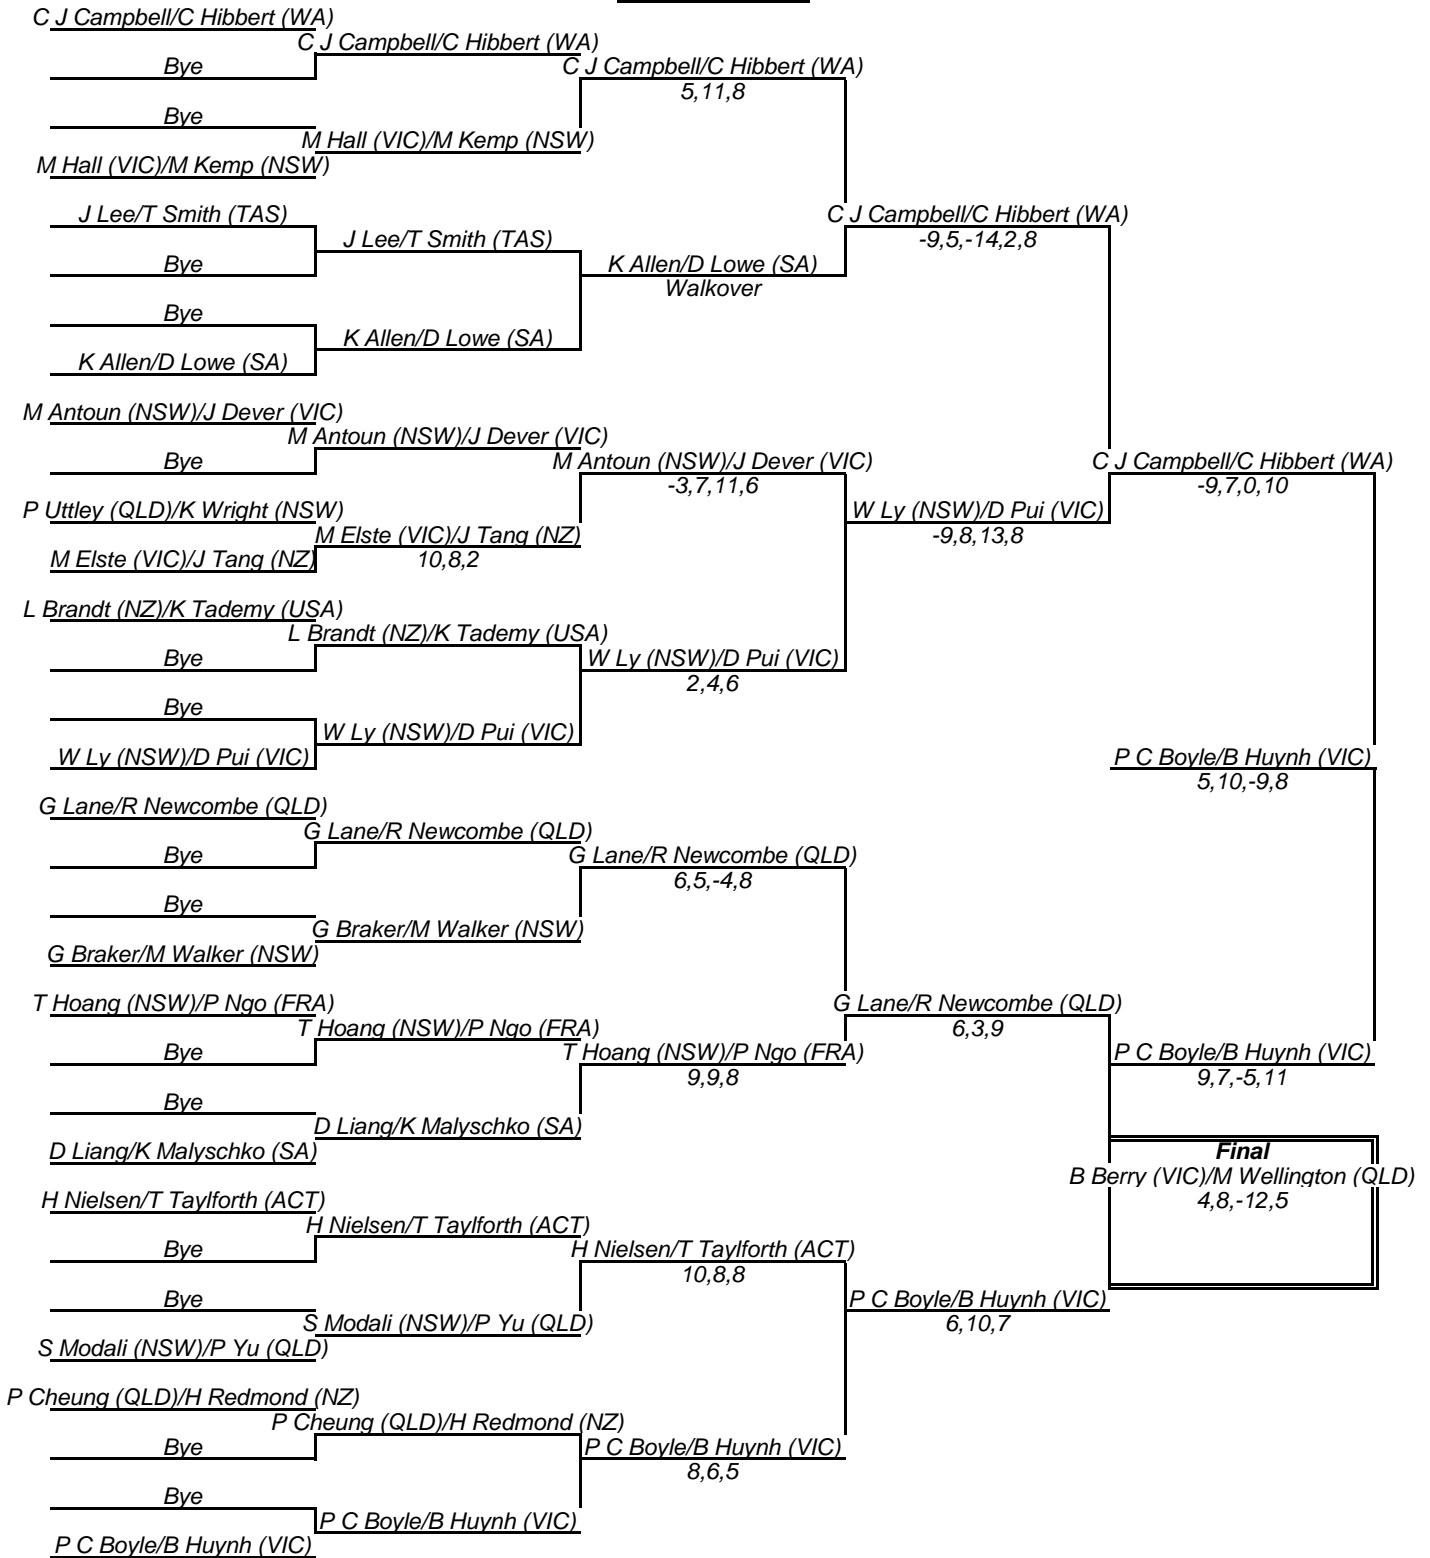 C J Campbell/C Hibbert (WA)
C J Campbell/C Hibbert (WA)
Bye
C J Campbell/C Hibbert (WA)
5,11,8
Bye
M Hall (VIC)/M Kemp (NSW)
M Hall (VIC)/M Kemp (NSW)
J Lee/T Smith (TAS)
C J Campbell/C Hibbert (WA)
J Lee/T Smith (TAS)
-9,5,-14,2,8
Bye
K Allen/D Lowe (SA)
Walkover
Bye
K Allen/D Lowe (SA)
K Allen/D Lowe (SA)
M Antoun (NSW)/J Dever (VIC)
M Antoun (NSW)/J Dever (VIC)
Bye
M Antoun (NSW)/J Dever (VIC)
C J Campbell/C Hibbert (WA)
-3,7,11,6
-9,7,0,10
P Uttley (QLD)/K Wright (NSW)
W Ly (NSW)/D Pui (VIC)
M Elste (VIC)/J Tang (NZ)
-9,8,13,8
M Elste (VIC)/J Tang (NZ)
10,8,2
L Brandt (NZ)/K Tademy (USA)
L Brandt (NZ)/K Tademy (USA)
Bye
W Ly (NSW)/D Pui (VIC)
2,4,6
Bye
W Ly (NSW)/D Pui (VIC)
W Ly (NSW)/D Pui (VIC)
P C Boyle/B Huynh (VIC)
5,10,-9,8
G Lane/R Newcombe (QLD)
G Lane/R Newcombe (QLD)
Bye
G Lane/R Newcombe (QLD)
6,5,-4,8
Bye
G Braker/M Walker (NSW)
G Braker/M Walker (NSW)
T Hoang (NSW)/P Ngo (FRA)
G Lane/R Newcombe (QLD)
T Hoang (NSW)/P Ngo (FRA)
6,3,9
Bye
T Hoang (NSW)/P Ngo (FRA)
P C Boyle/B Huynh (VIC)
9,9,8
9,7,-5,11
Bye
D Liang/K Malyschko (SA)
D Liang/K Malyschko (SA)
Final
B Berry (VIC)/M Wellington (QLD)
4,8,-12,5
H Nielsen/T Taylforth (ACT)
H Nielsen/T Taylforth (ACT)
Bye
H Nielsen/T Taylforth (ACT)
10,8,8
Bye
P C Boyle/B Huynh (VIC)
S Modali (NSW)/P Yu (QLD)
6,10,7
S Modali (NSW)/P Yu (QLD)
P Cheung (QLD)/H Redmond (NZ)
P Cheung (QLD)/H Redmond (NZ)
Bye
P C Boyle/B Huynh (VIC)
8,6,5
Bye
P C Boyle/B Huynh (VIC)
P C Boyle/B Huynh (VIC)